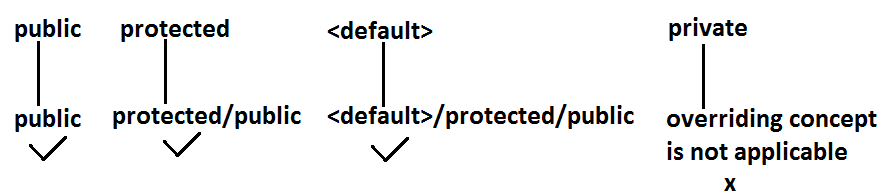 public protected <default> private
public protected/public <default>/protected/public overriding concept
is not applicable
x